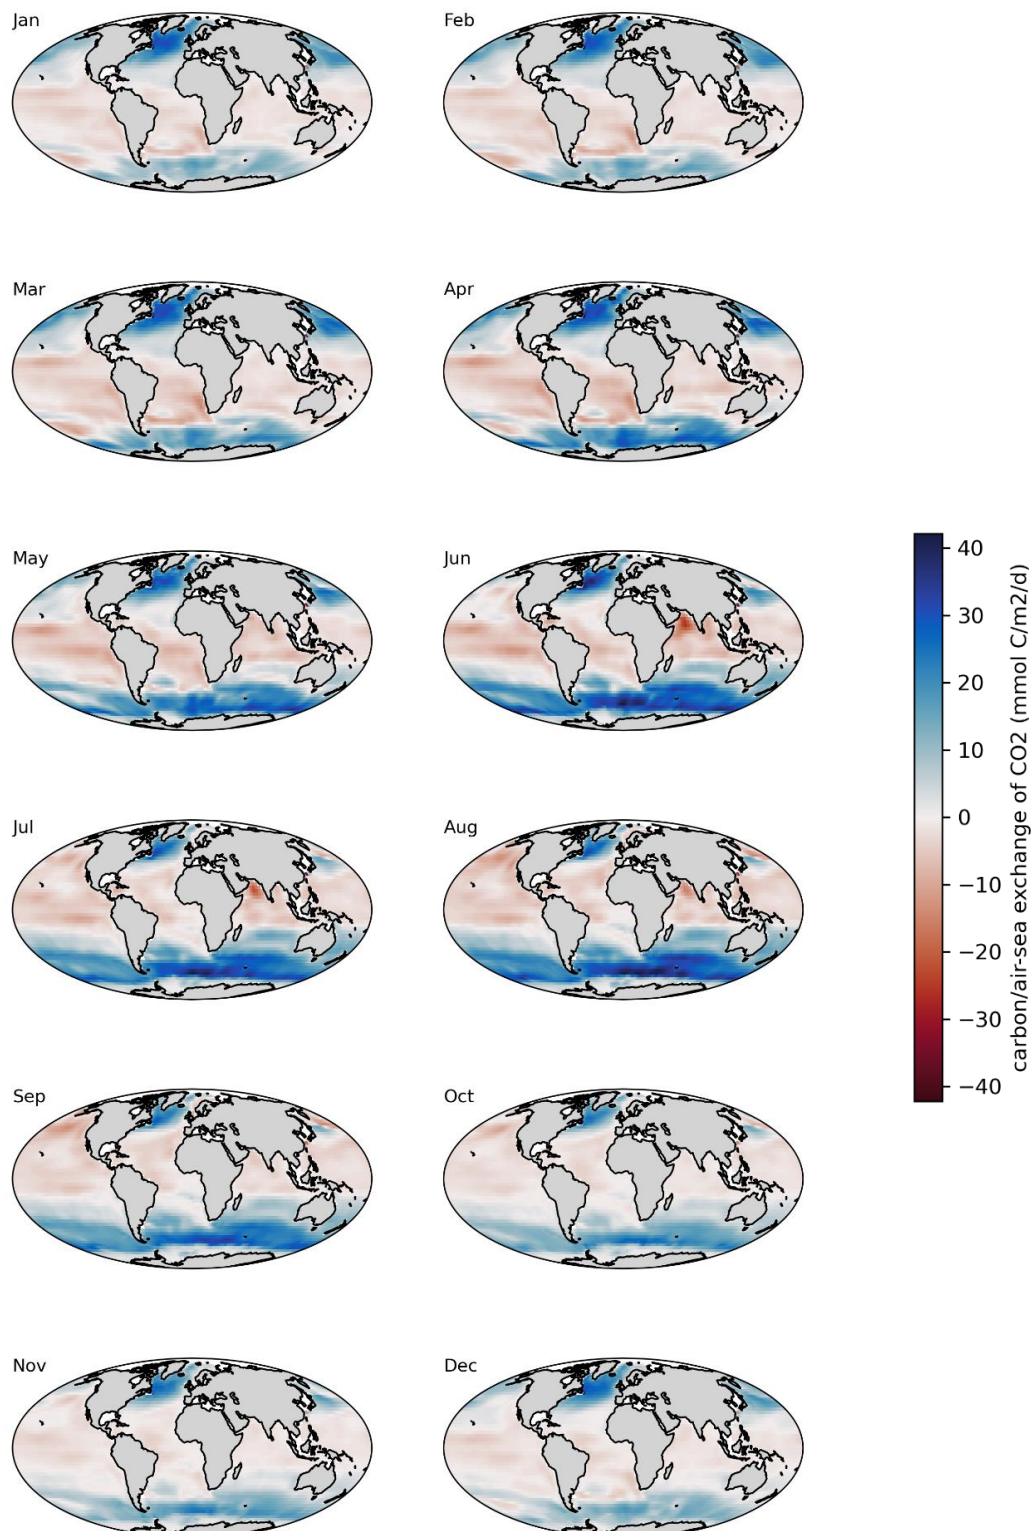 Jan
Feb
Mar
Apr
May
Jun
Jul
Aug
Sep
Oct
Nov
Dec
40
30
20
10
0
−10
−20
−30
−40
carbon/air-sea exchange of CO2 (mmol C/m2/d)